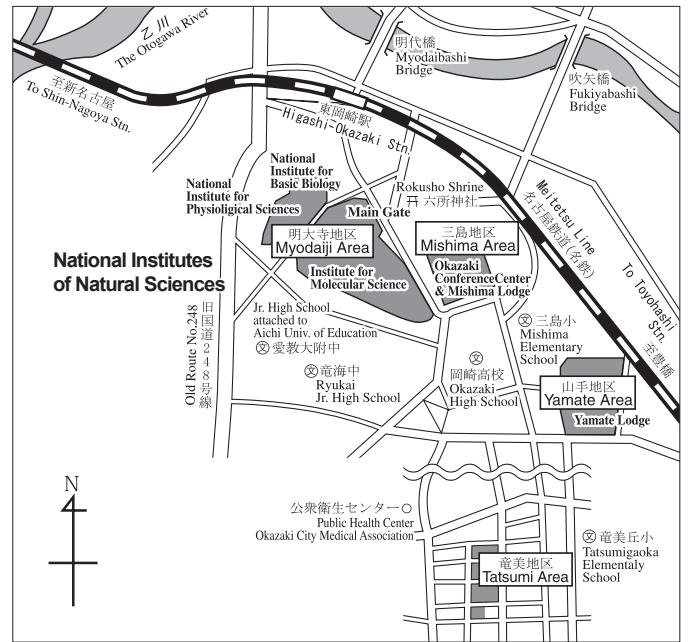 乙川
The Otogawa River
明代橋
Myodaibashi
Bridge
吹矢橋
Fukiyabashi
Bridge
至新名古屋
To Shin-Nagoya Stn.
東岡崎駅
Higashi-Okazaki Stn.
National
Institute for
Basic Biology
National
Institute for
Physioligical Sciences
Main Gate
Rokusho Shrine
六所神社
Meitetsu Line
名古屋鉄道(名鉄)
明大寺地区
Myodaiji Area
三島地区
Mishima Area
National Institutes
of Natural Sciences
Institute for
Molecular Science
Okazaki
ConferenceCenter
& Mishima Lodge
To Toyohashi
Stn.
至豊橋
Old Route No.248
旧国道248号線
Jr. High School
attached to
Aichi Univ. of Education
文 愛教大附中
文 竜海中
Ryukai
Jr. High School
文
岡崎高校
Okazaki
High School
文 三島小
Mishima
Elementary
School
山手地区
Yamate Area
Yamate Lodge
N
公衆衛生センター
Public Health Center
Okazaki City Medical Association
竜美地区
Tatsumi Area
文 竜美丘小
Tatsumigaoka
Elementaly
School